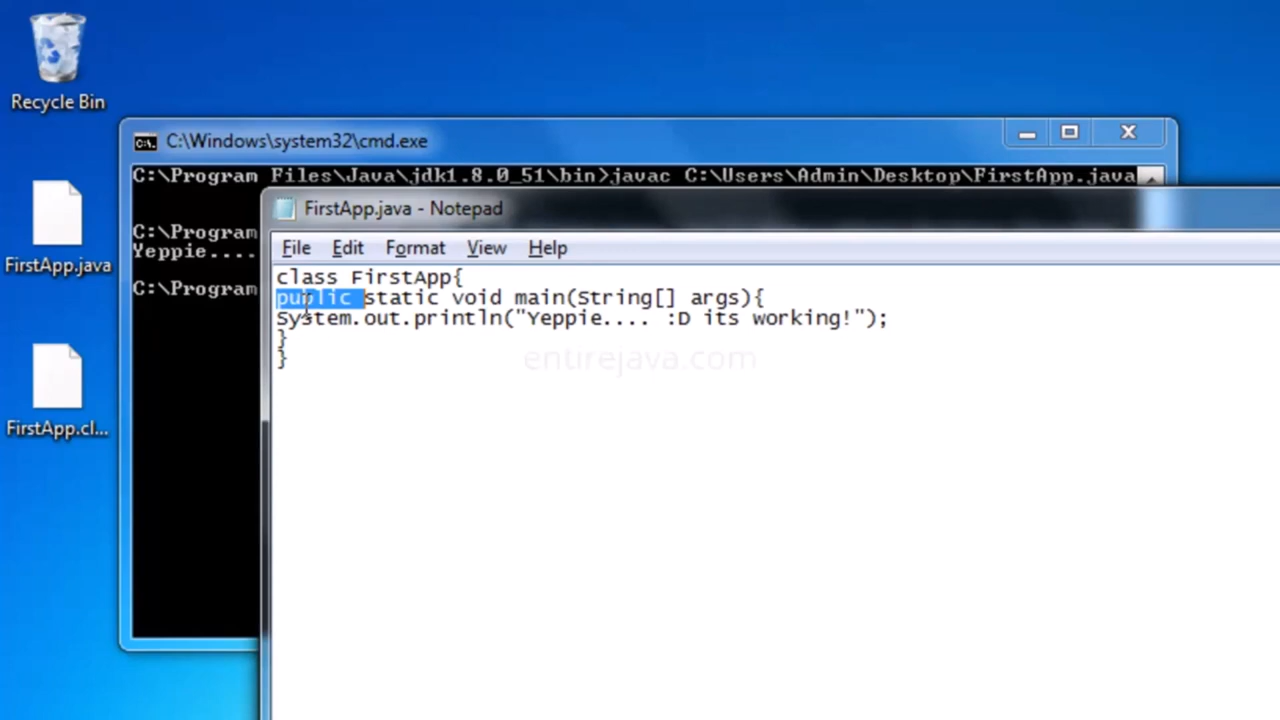 Recycle Bin
C:\Windows\system32\cmd.exe
C:\Program Files\Java\jdk1.8.0_51\bin>javac C:\Users\Admin\Desktop\FirstApp.java
C:\Program
Yeppie....
C:\Program
FirstApp.java
FirstApp.cl...
FirstApp.java - Notepad
File Edit Format View Help
class FirstApp{
public static void main(String[] args){
System.out.println("Yeppie.... :D its working!");
}
}
entirejava.com